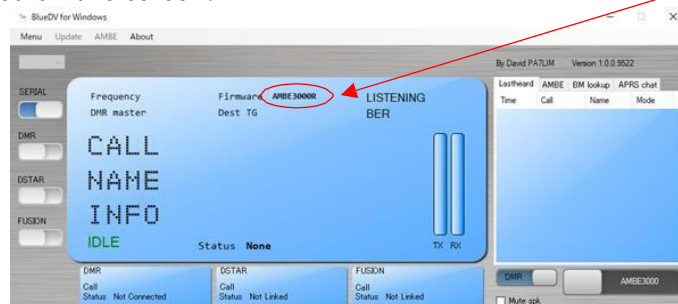 BlueDV for Windows
Menu Update AMBE About
By David PA7LIM Version 1.0.0.9522
SERIAL
DMR
DSTAR
FUSION
Frequency Firmware AMBE3000R LISTENING
DMR master Dest TG BER
CALL
NAME
INFO
IDLE Status None TX RX
Lastheard AMBE BM lookup APRS chat
Time Call Name Mode
DMR DSTAR FUSION
Call Call Call
Status Not Connected Status Not Linked Status Not Linked
DMR AMBE3000
Mute spk